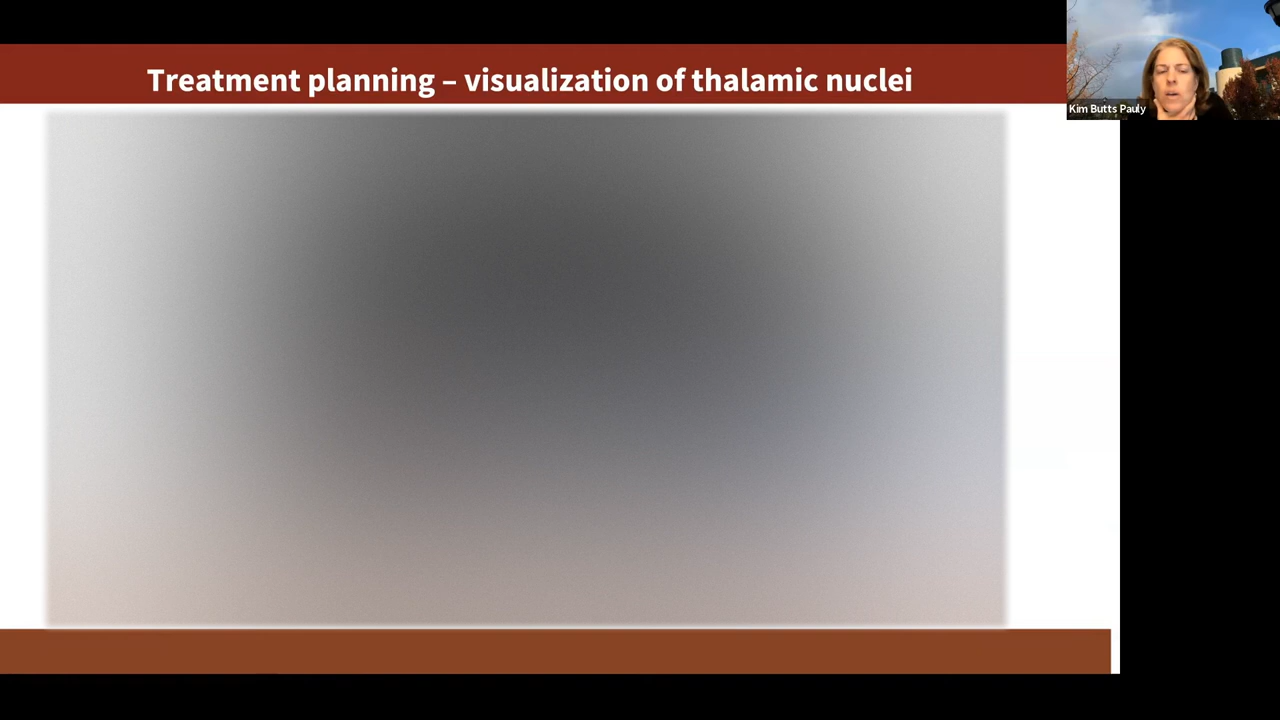 Treatment planning – visualization of thalamic nuclei
Kim Butts Pauly